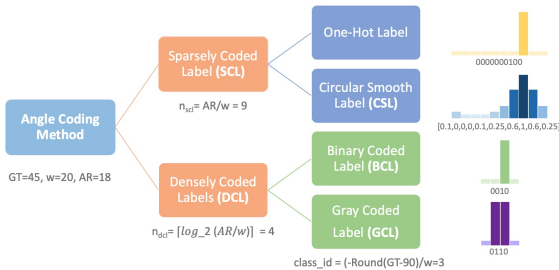 One-Hot Label
0000000100
Sparsely Coded
Label (SCL)
n_scl= AR/w = 9
Circular Smooth
Label (CSL)
[0.1,0,0,0,0.1,0.25,0.6,1,0.6,0.25]
Angle Coding
Method
GT=45, w=20, AR=18
Binary Coded
Label (BCL)
0010
Densely Coded
Labels (DCL)
n_dcl= ⌈log_2 (AR/w)⌉ = 4
Gray Coded
Label (GCL)
0110
class_id = (-Round(GT-90)/w=3